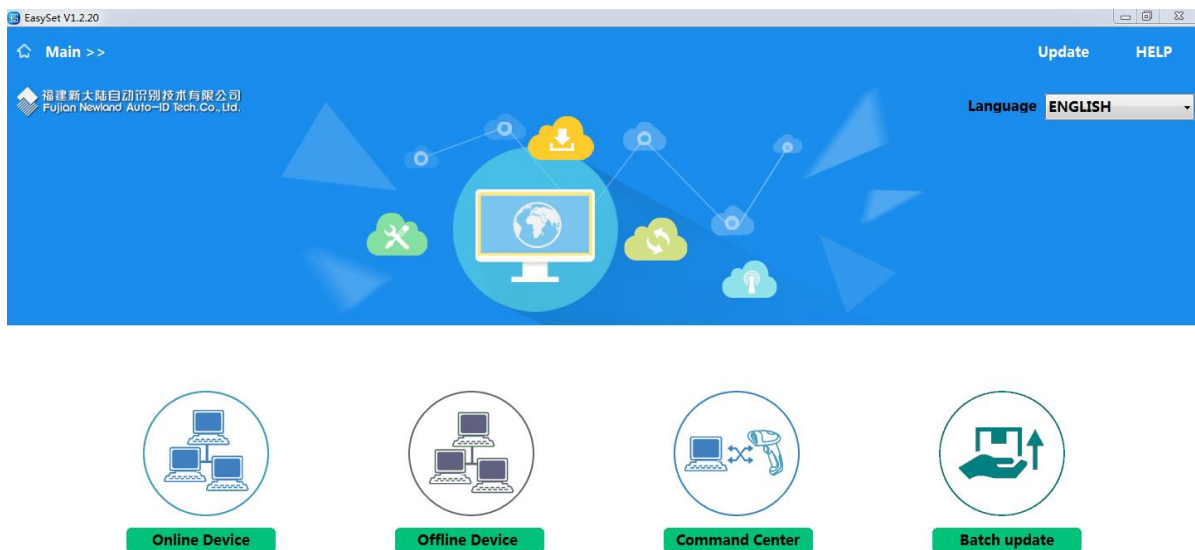 EasySet V1.2.20
Main >>
Update
HELP
福建新大陆自动识别技术有限公司
Fujian Newland Auto-ID Tech.Co.,Ltd.
Language ENGLISH
Online Device
Offline Device
Command Center
Batch update